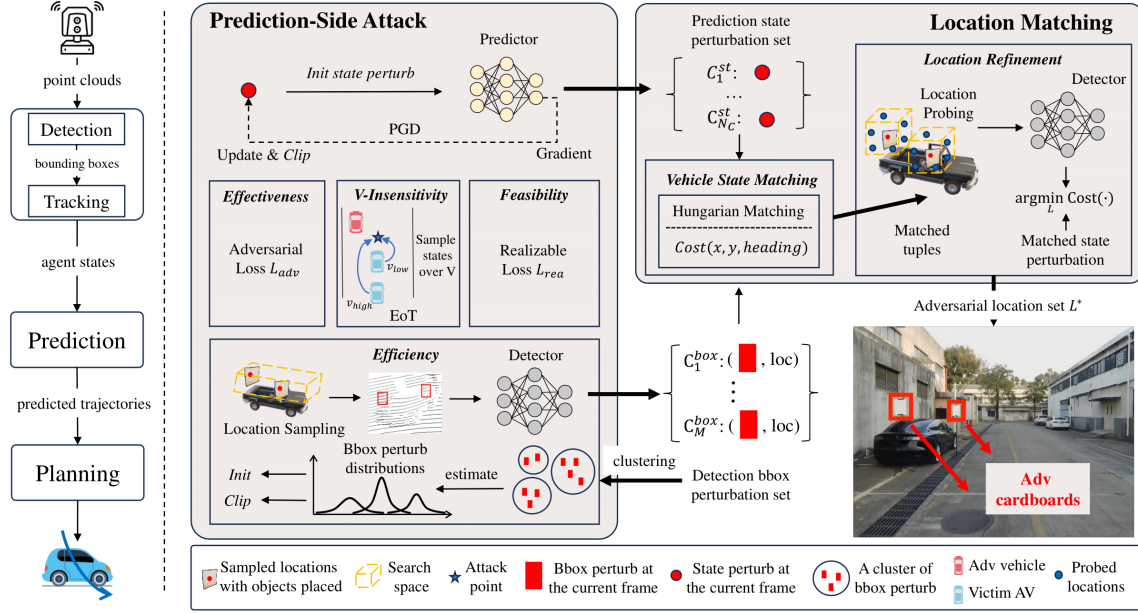 point clouds
Detection
bounding boxes
Tracking
agent states
Prediction
predicted trajectories
Planning
Prediction-Side Attack
Predictor
Init state perturb
PGD
Update & Clip
Gradient
Effectiveness
Adversarial
Loss L_adv
V-Insensitivity
v_low
v_high
Sample
states
over V
EoT
Feasibility
Realizable
Loss L_rea
Efficiency
Detector
Location Sampling
Bbox perturb
distributions
Init
Clip
estimate
clustering
Prediction state
perturbation set
C_1^st:
...
C_{N_C}^st:
Location Matching
Vehicle State Matching
Hungarian Matching
Cost(x, y, heading)
Location Refinement
Location
Probing
Detector
Matched
tuples
argmin Cost(·)
L
Matched state
perturbation
Adversarial location set L*
C_1^box: ( , loc)
⋮
C_M^box: ( , loc)
Detection bbox
perturbation set
Adv
cardboards
Sampled locations
with objects placed
Search
space
Attack
point
Bbox perturb at
the current frame
State perturb at
the current frame
A cluster of
bbox perturb
Adv vehicle
Victim AV
Probed
locations